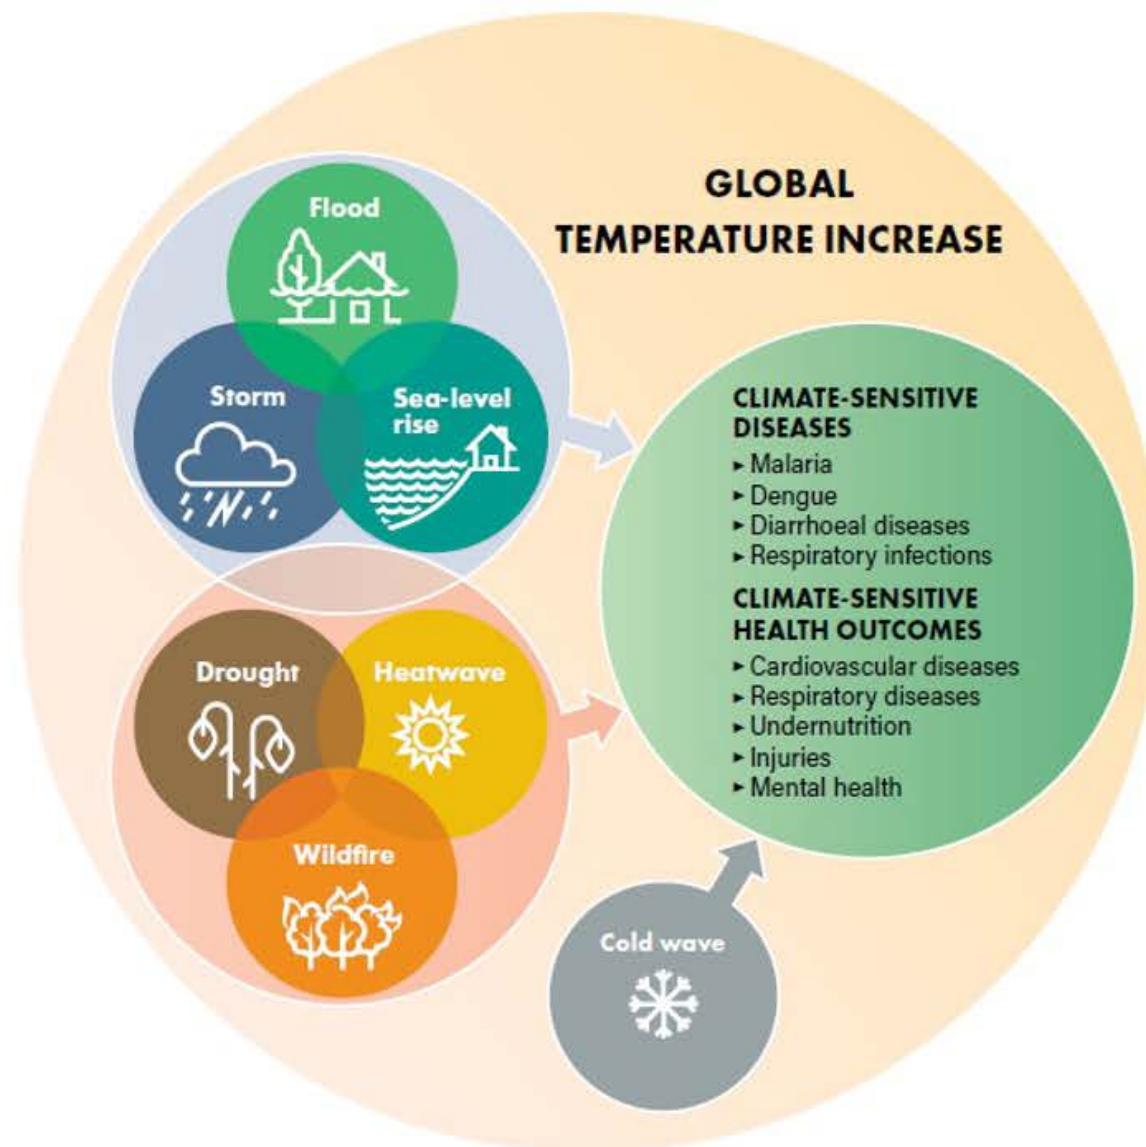 GLOBAL
TEMPERATURE INCREASE
Flood
Storm
Sea-level
rise
Drought
Heatwave
Wildfire
CLIMATE-SENSITIVE
DISEASES
▸ Malaria
▸ Dengue
▸ Diarrhoeal diseases
▸ Respiratory infections
CLIMATE-SENSITIVE
HEALTH OUTCOMES
▸ Cardiovascular diseases
▸ Respiratory diseases
▸ Undernutrition
▸ Injuries
▸ Mental health
Cold wave